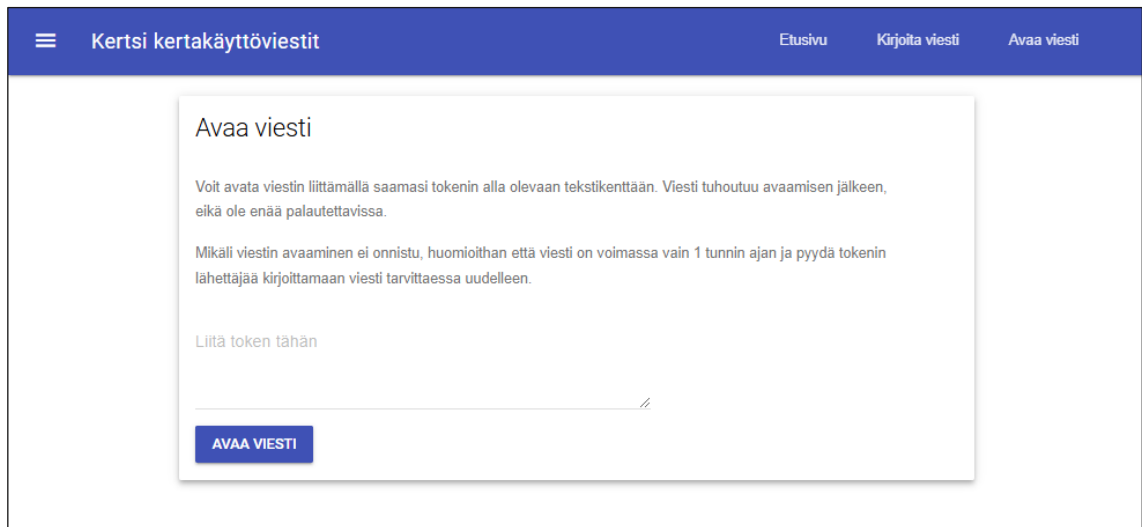 Kertsi kertakäyttöviestit
Etusivu
Kirjoita viesti
Avaa viesti
Avaa viesti
Voit avata viestin liittämällä saamasi tokenin alla olevaan tekstikenttään. Viesti tuhoutuu avaamisen jälkeen,
eikä ole enää palautettavissa.
Mikäli viestin avaaminen ei onnistu, huomioithan että viesti on voimassa vain 1 tunnin ajan ja pyydä tokenin
lähettäjää kirjoittamaan viesti tarvittaessa uudelleen.
Liitä token tähän
AVAA VIESTI